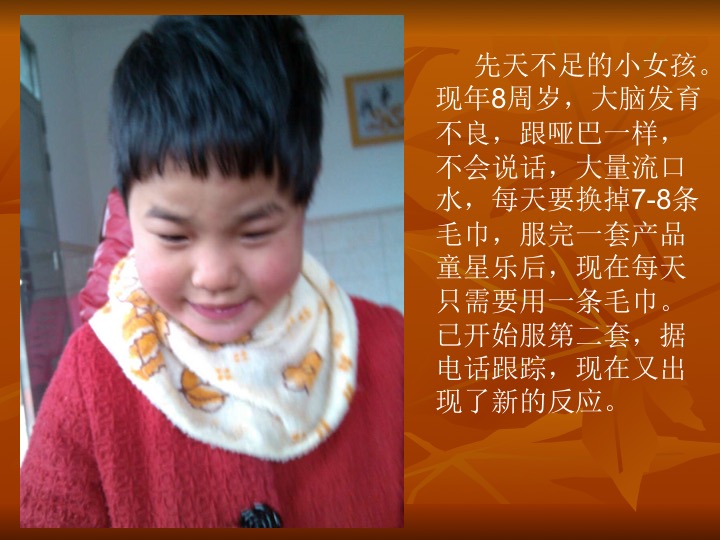 先天不足的小女孩。
现年8周岁，大脑发育
不良，跟哑巴一样，
不会说话，大量流口
水，每天要换掉7-8条
毛巾，服完一套产品
童星乐后，现在每天
只需要用一条毛巾。
已开始服第二套，据
电话跟踪，现在又出
现了新的反应。